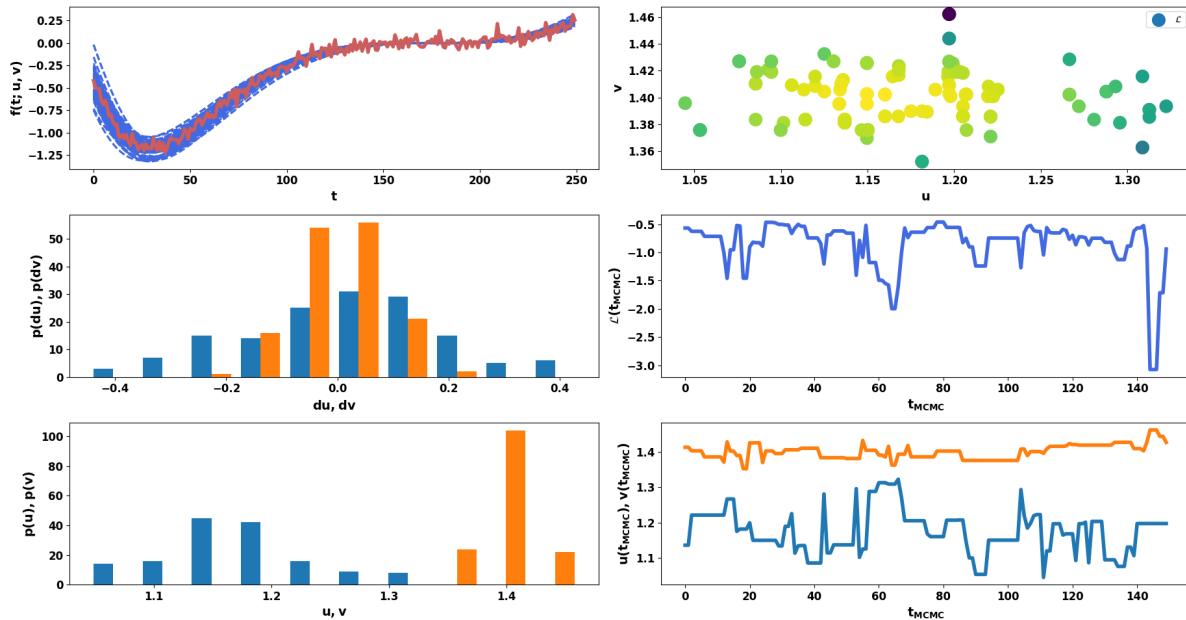 f(t; u, v)
0.25
0.00
−0.25
−0.50
−0.75
−1.00
−1.25
0 50 100 150 200 250
t
v
1.46
1.44
1.42
1.40
1.38
1.36
ℒ
1.05 1.10 1.15 1.20 1.25 1.30
u
p(du), p(dv)
50
40
30
20
10
0
−0.4 −0.2 0.0 0.2 0.4
du, dv
ℒ(tMCMC)
−0.5
−1.0
−1.5
−2.0
−2.5
−3.0
0 20 40 60 80 100 120 140
tMCMC
p(u), p(v)
100
80
60
40
20
0
1.1 1.2 1.3 1.4
u, v
u(tMCMC), v(tMCMC)
1.4
1.3
1.2
1.1
0 20 40 60 80 100 120 140
tMCMC